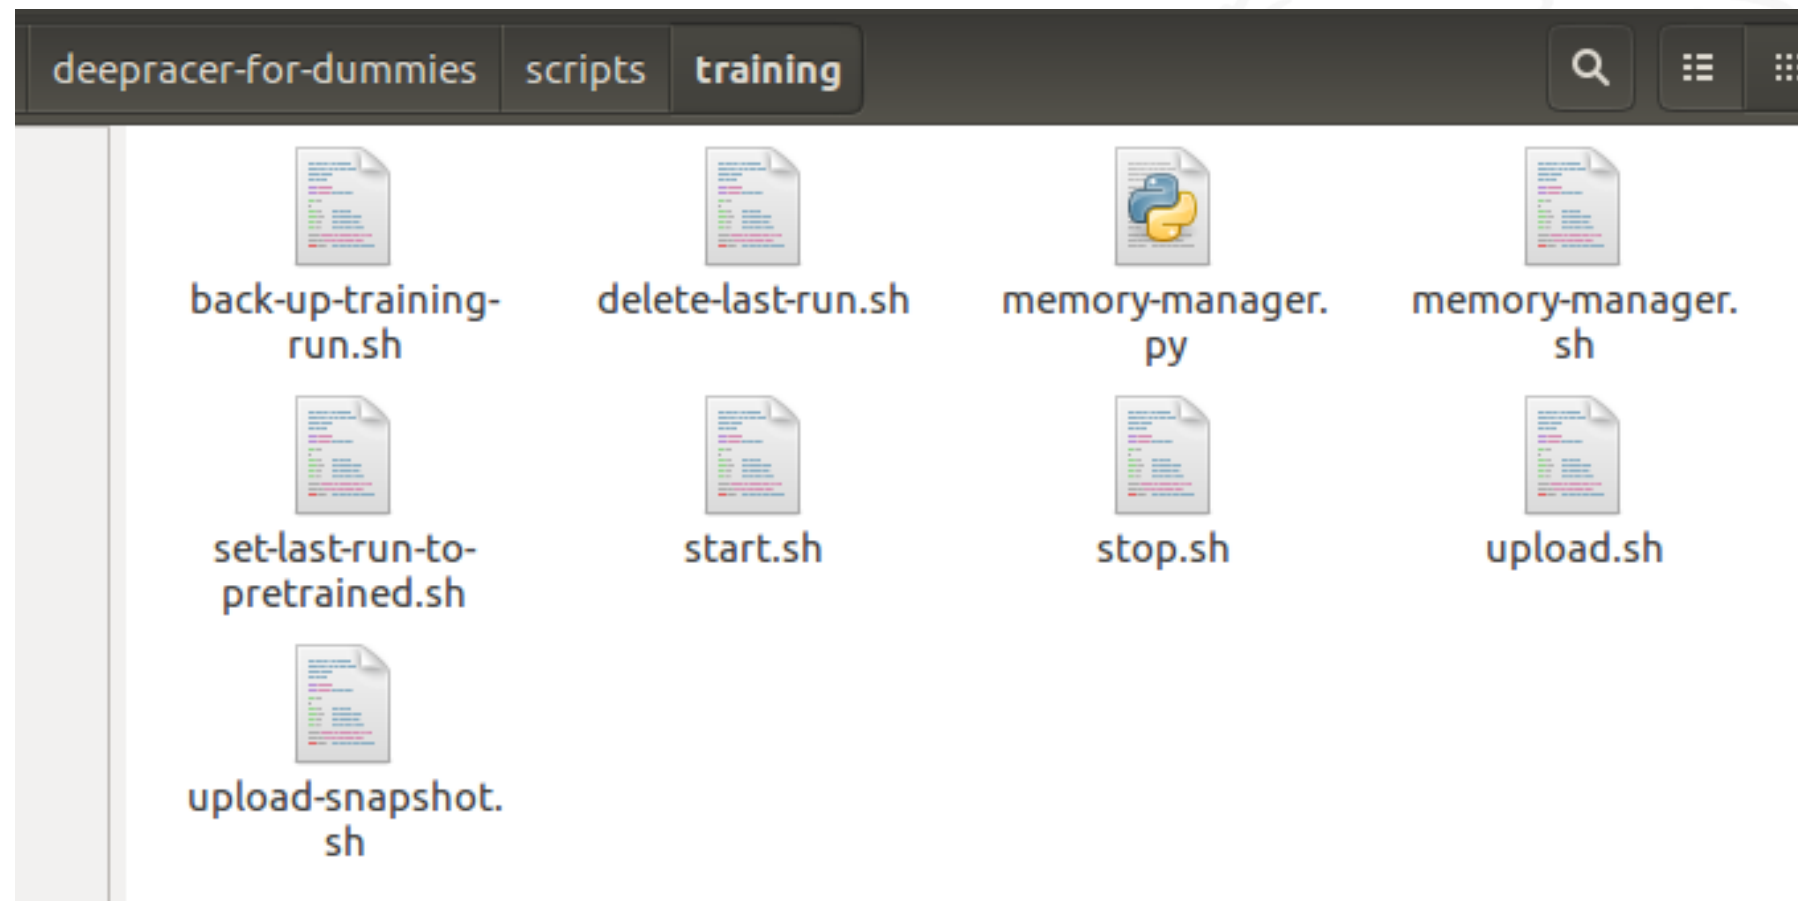 deepracer-for-dummies scripts training
back-up-training-
run.sh
delete-last-run.sh
memory-manager.
py
memory-manager.
sh
set-last-run-to-
pretrained.sh
start.sh
stop.sh
upload.sh
upload-snapshot.
sh